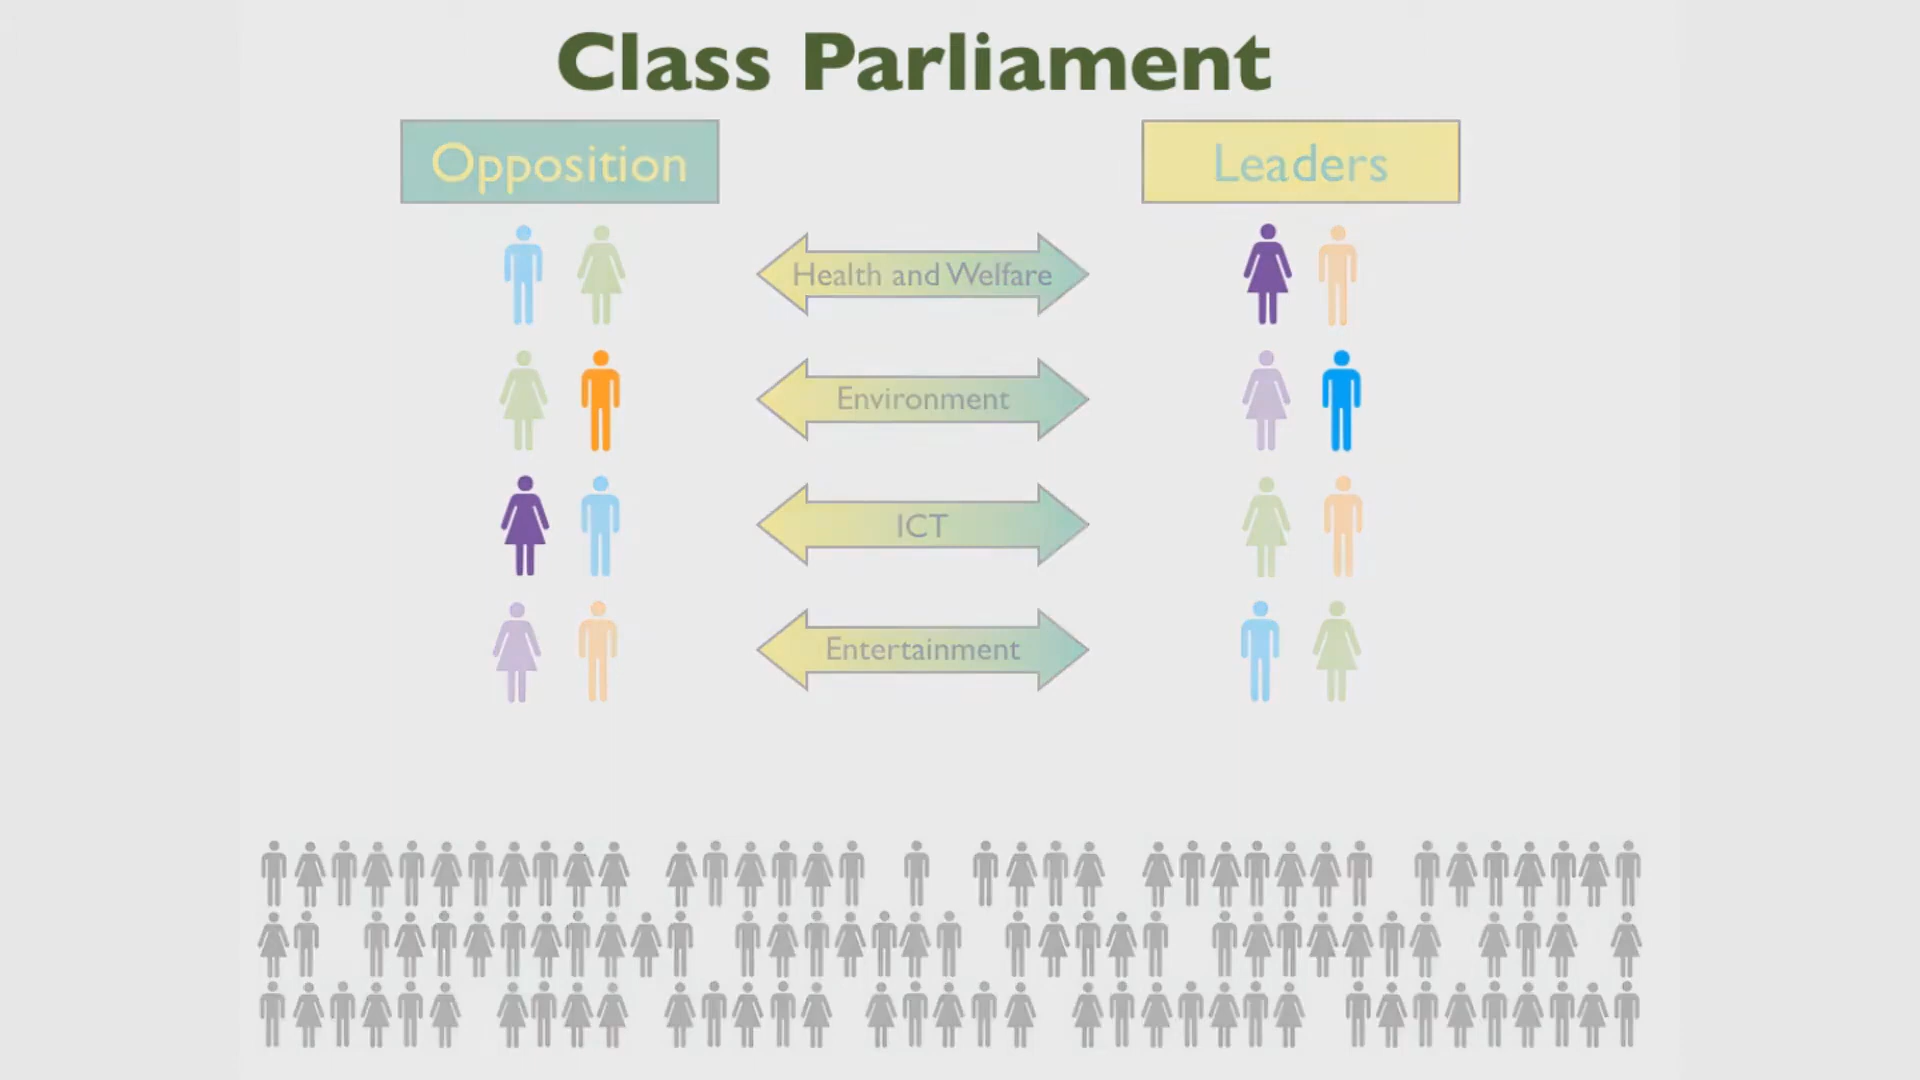 Class Parliament
Opposition
Leaders
Health and Welfare
Environment
ICT
Entertainment